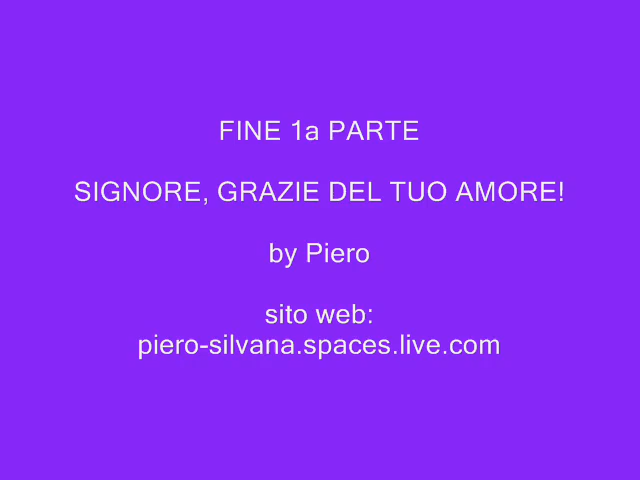 FINE 1a PARTE
SIGNORE, GRAZIE DEL TUO AMORE!
by Piero
sito web:
piero-silvana.spaces.live.com